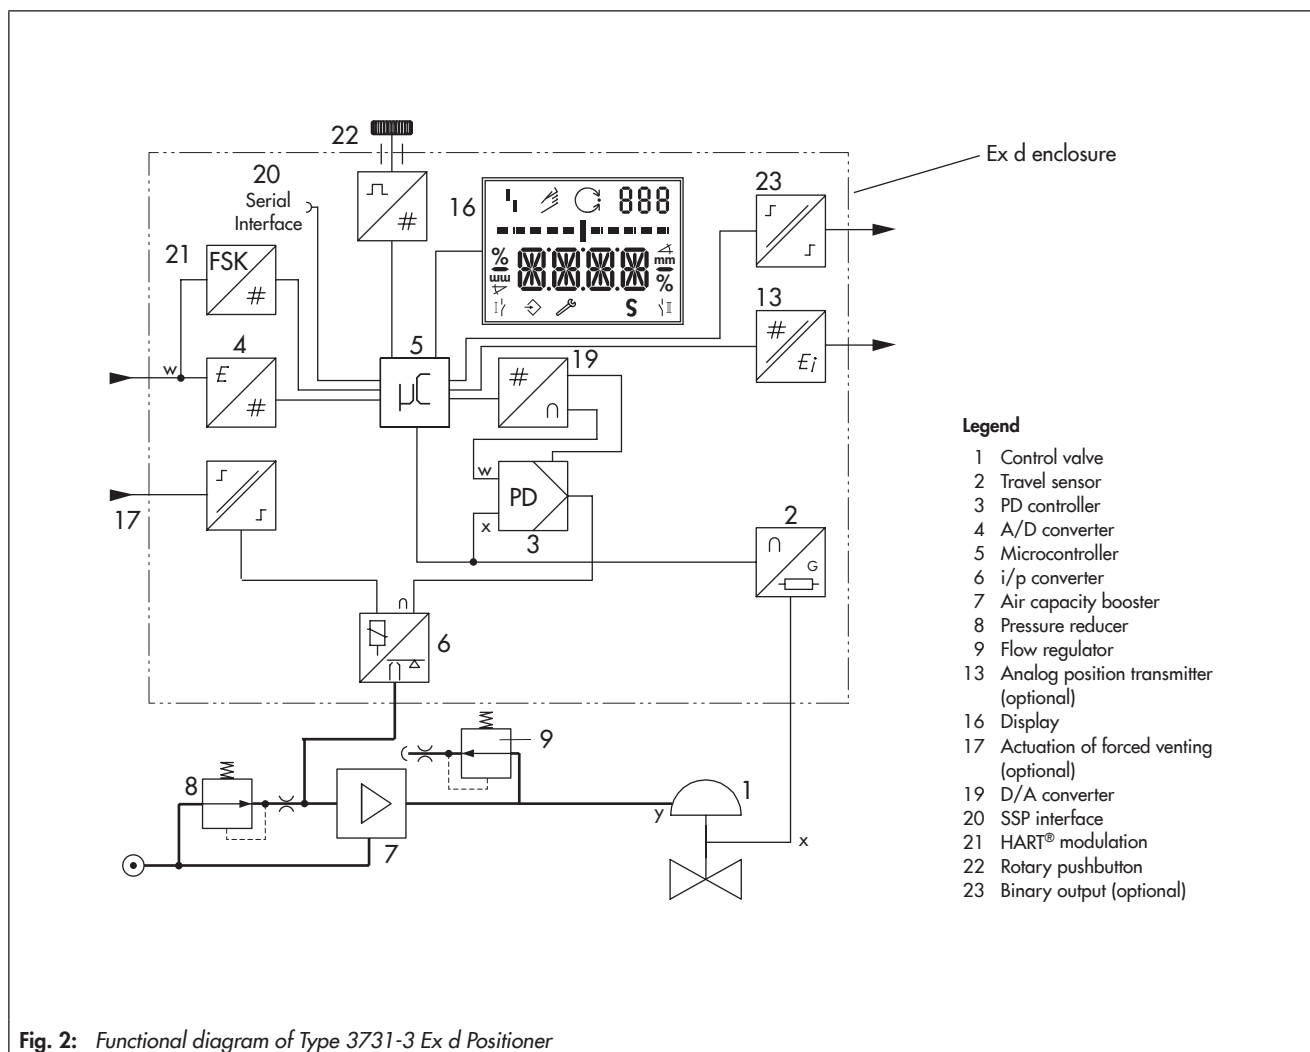 22
Ex d enclosure
20
Serial
Interface
16
888
23
%
mm
mm
%
S
21
FSK
#
#
13
#
Ei
4
w
E
#
5
µC
19
#
w
PD
x
3
17
2
G
6
9
8
7
1
y
x
Legend
1 Control valve
2 Travel sensor
3 PD controller
4 A/D converter
5 Microcontroller
6 i/p converter
7 Air capacity booster
8 Pressure reducer
9 Flow regulator
13 Analog position transmitter
(optional)
16 Display
17 Actuation of forced venting
(optional)
19 D/A converter
20 SSP interface
21 HART® modulation
22 Rotary pushbutton
23 Binary output (optional)
Fig. 2: Functional diagram of Type 3731-3 Ex d Positioner